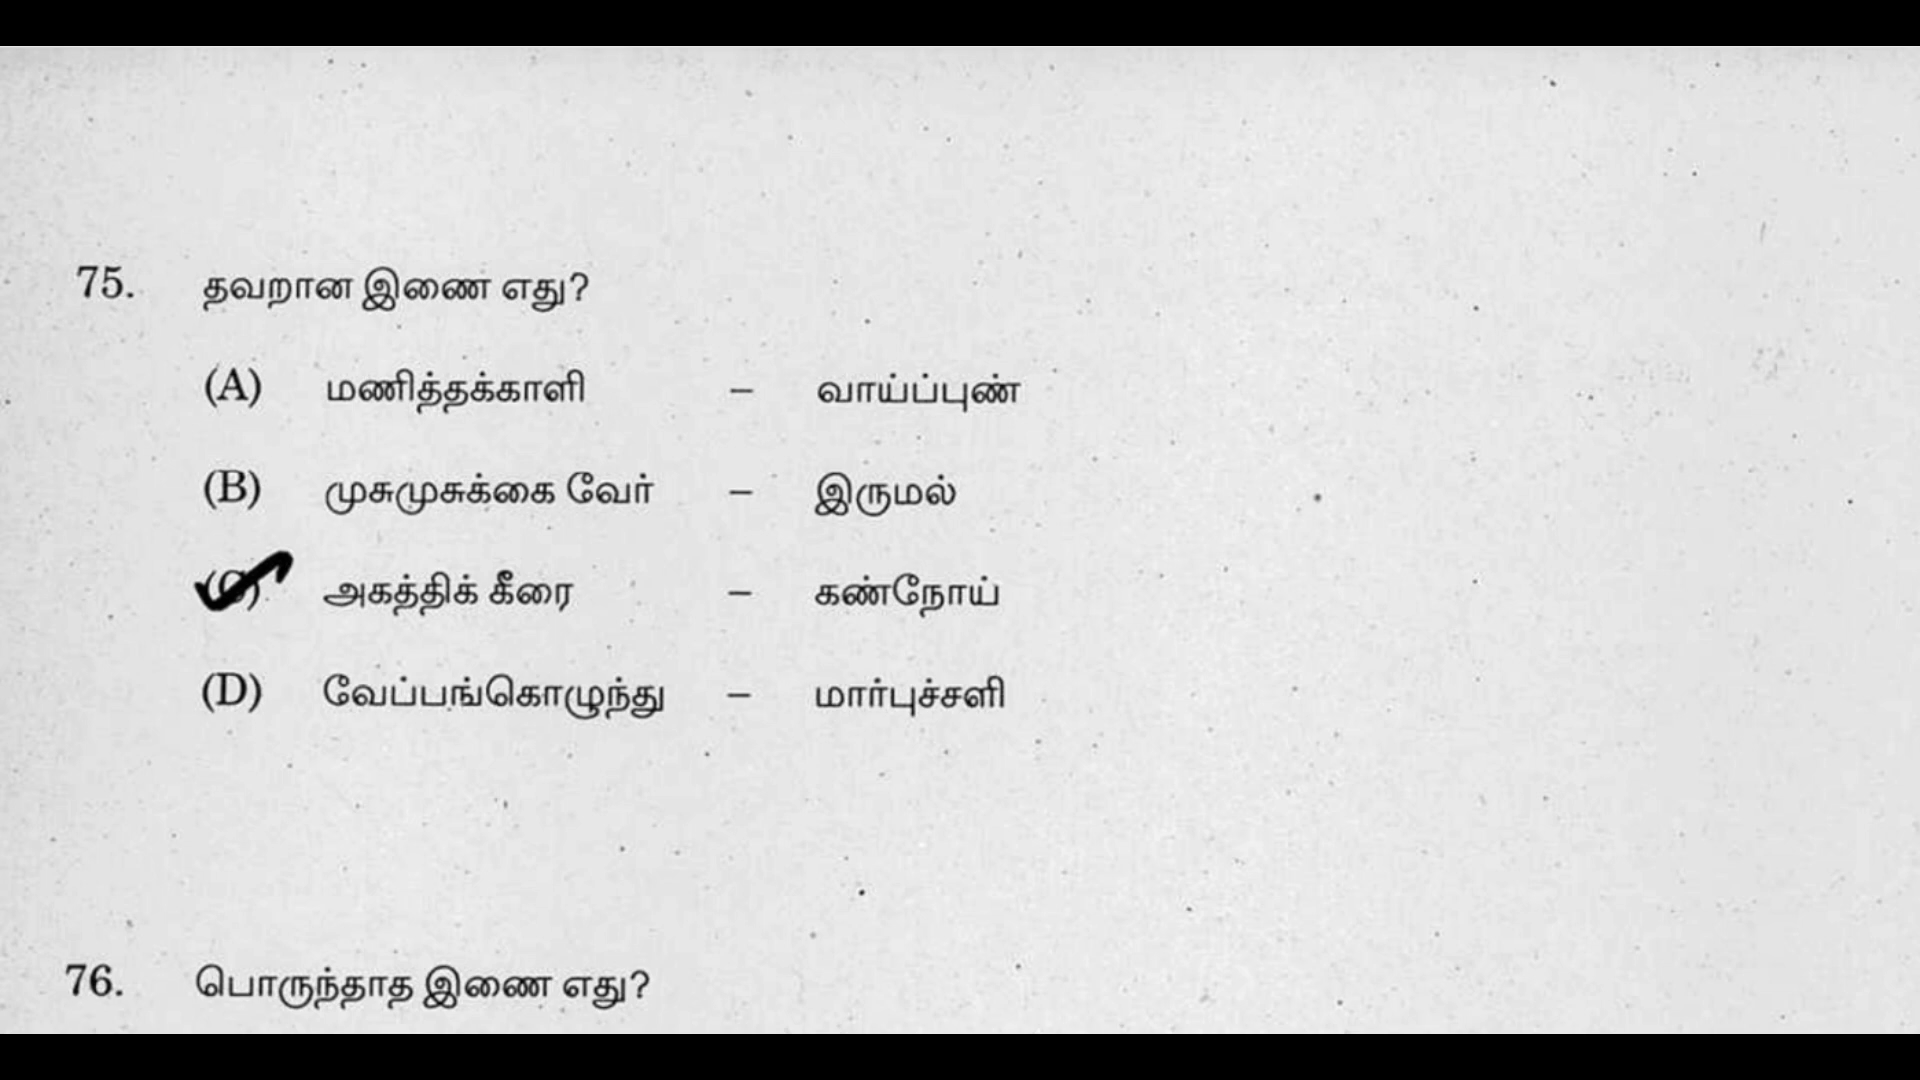 75. தவறான இணை எது?
(A) மணித்தக்காளி – வாய்ப்புண்
(B) முசுமுசுக்கை வேர் – இருமல்
(C) அகத்திக் கீரை – கண்நோய்
(D) வேப்பங்கொழுந்து – மார்புச்சளி
76. பொருந்தாத இணை எது?